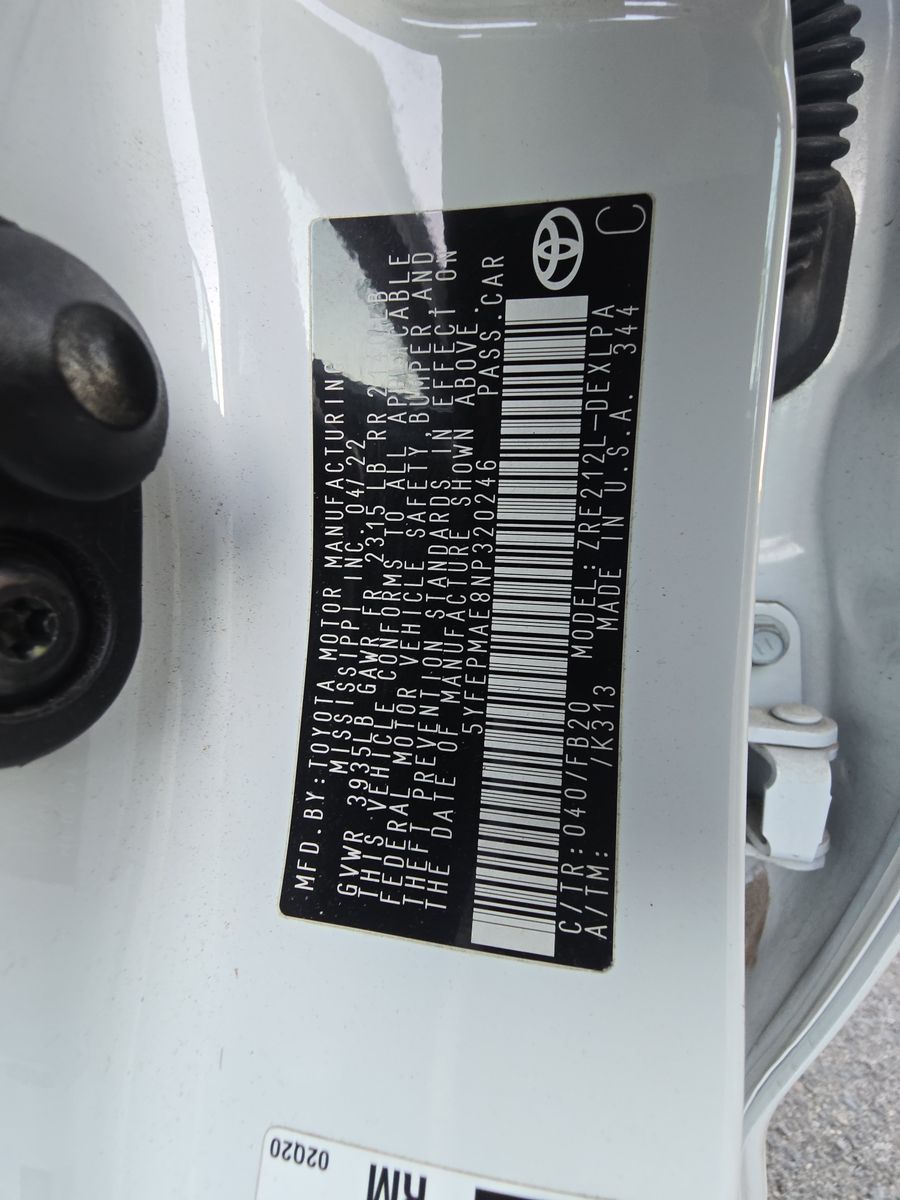 MFD.BY:TOYOTA MOTOR MANUFACTURING
MISSISSIPPI INC. 04/22
GVWR 3935LB GAWR FR 2315 LB RR LB
THIS VEHICLE CONFORMS TO ALL APPLICABLE
FEDERAL MOTOR VEHICLE SAFETY, BUMPER, AND
THEFT PREVENTION STANDARDS IN EFFECT ON
THE DATE OF MANUFACTURE SHOWN ABOVE.
5YFEPMAE8NP320246 PASS.CAR
C/TR: 040/FB20 MODEL: ZRE212L-DEXLPA
A/TM: /K313 MADE IN U.S.A. 344
C
02Q20